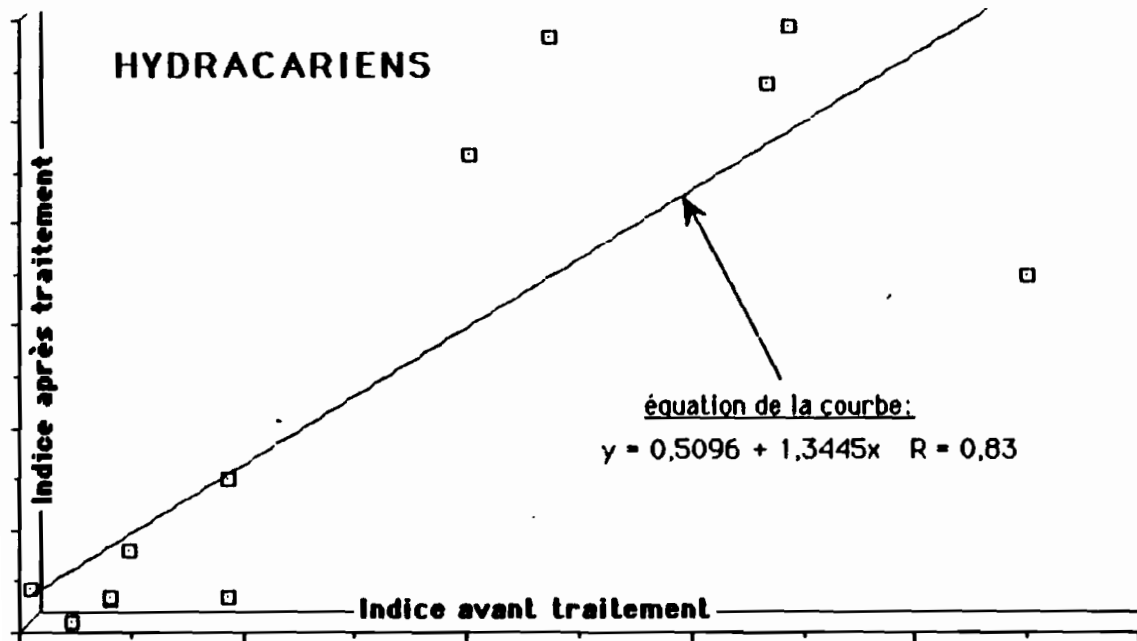 HYDRACARIENS
Indice après traitement
équation de la courbe:
y = 0,5096 + 1,3445x R = 0,83
Indice avant traitement